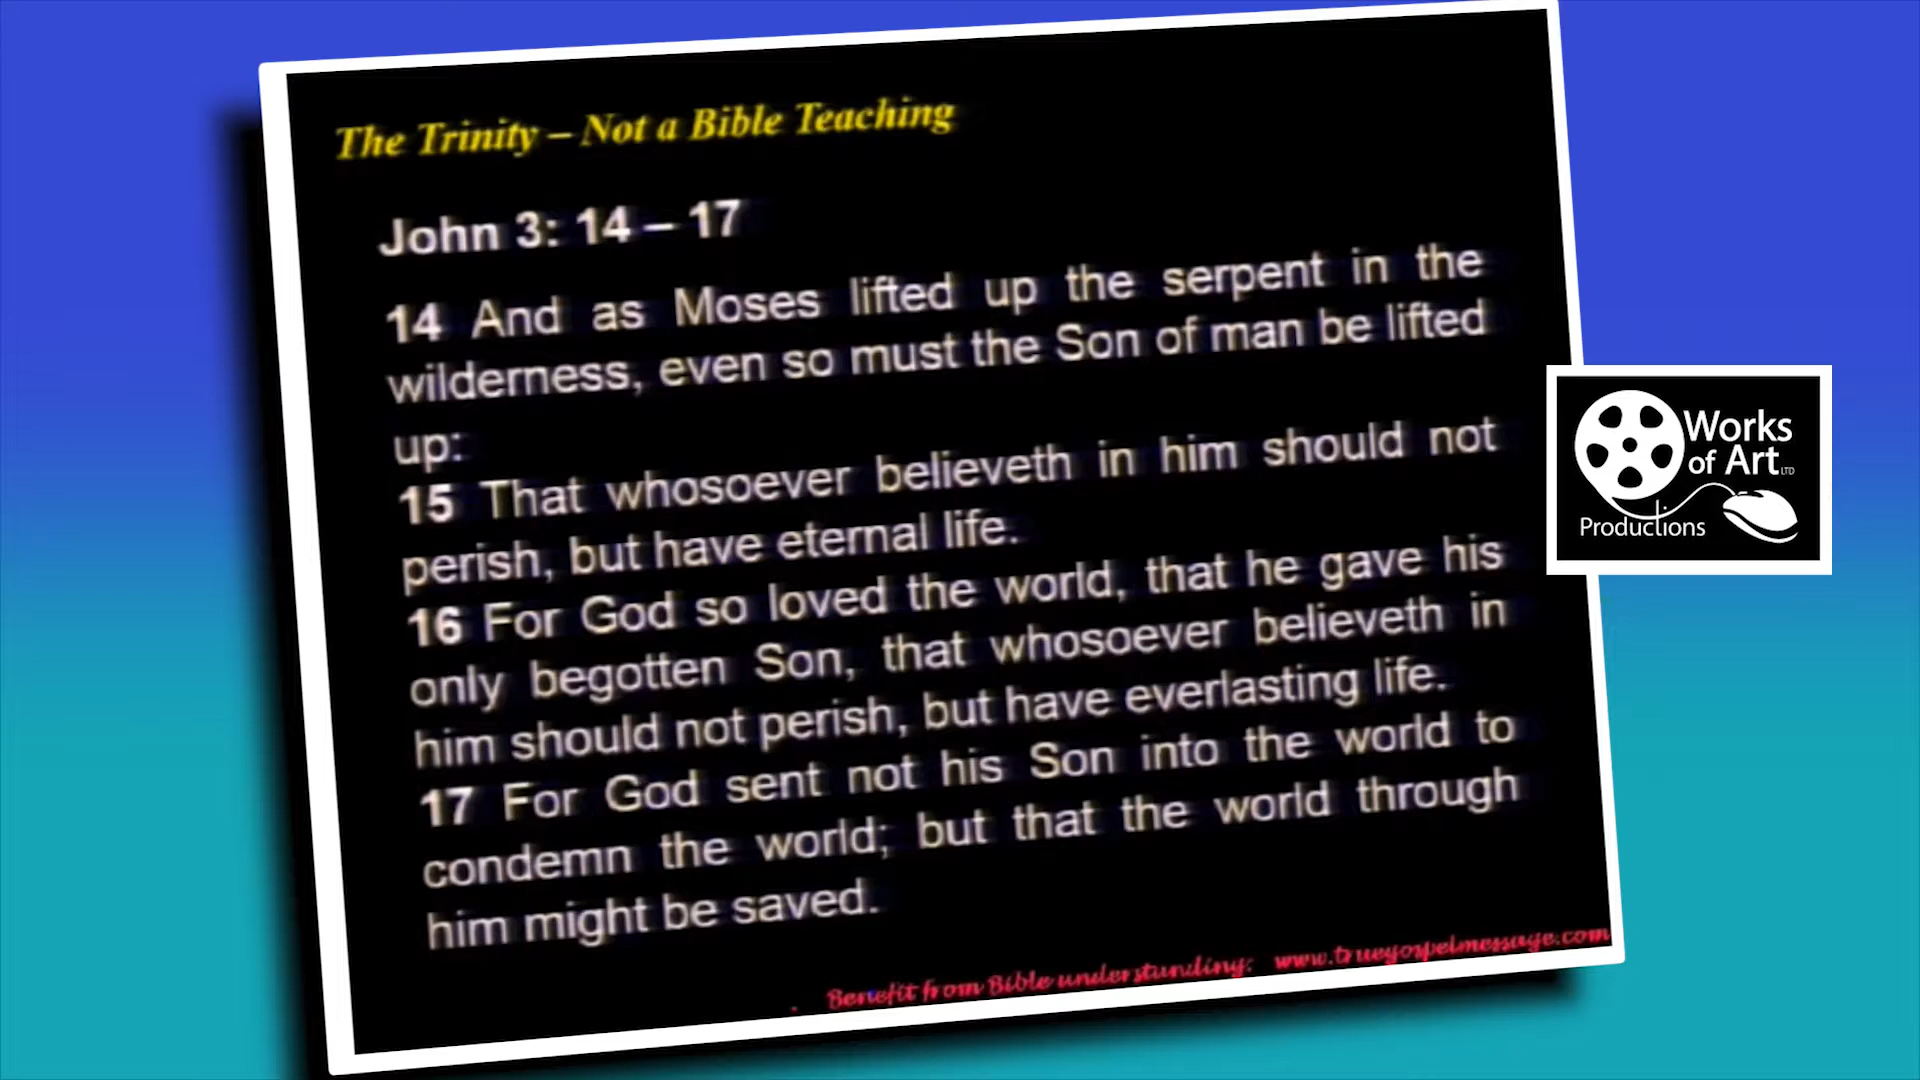 The Trinity – Not a Bible Teaching
John 3: 14 – 17
14 And as Moses lifted up the serpent in the
wilderness, even so must the Son of man be lifted
up:
15 That whosoever believeth in him should not
perish, but have eternal life.
16 For God so loved the world, that he gave his
only begotten Son, that whosoever believeth in
him should not perish, but have everlasting life.
17 For God sent not his Son into the world to
condemn the world; but that the world through
him might be saved.
Benefit from Bible understanding: www.truegospelmessage.com
Works
of Art LTD
Productions